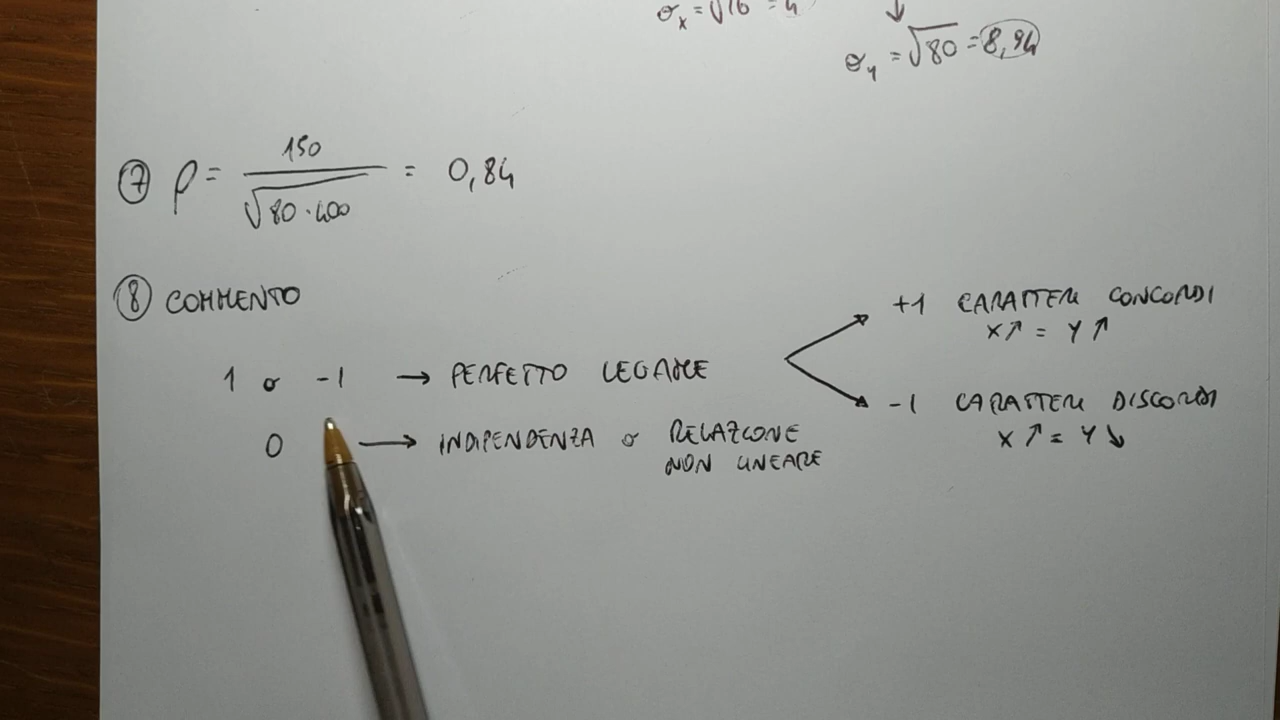 σx = √16 = 4
σy = √80 = 8,94
⑦ ρ = 150 / √80·400 = 0,84
⑧ COMMENTO
1 o -1 → PERFETTO LEGAME
0 → INDIPENDENZA o RELAZIONE
NON LINEARE
+1 CARATTERI CONCORDI
X↗ = Y↗
-1 CARATTERI DISCORDI
X↗ = Y↘